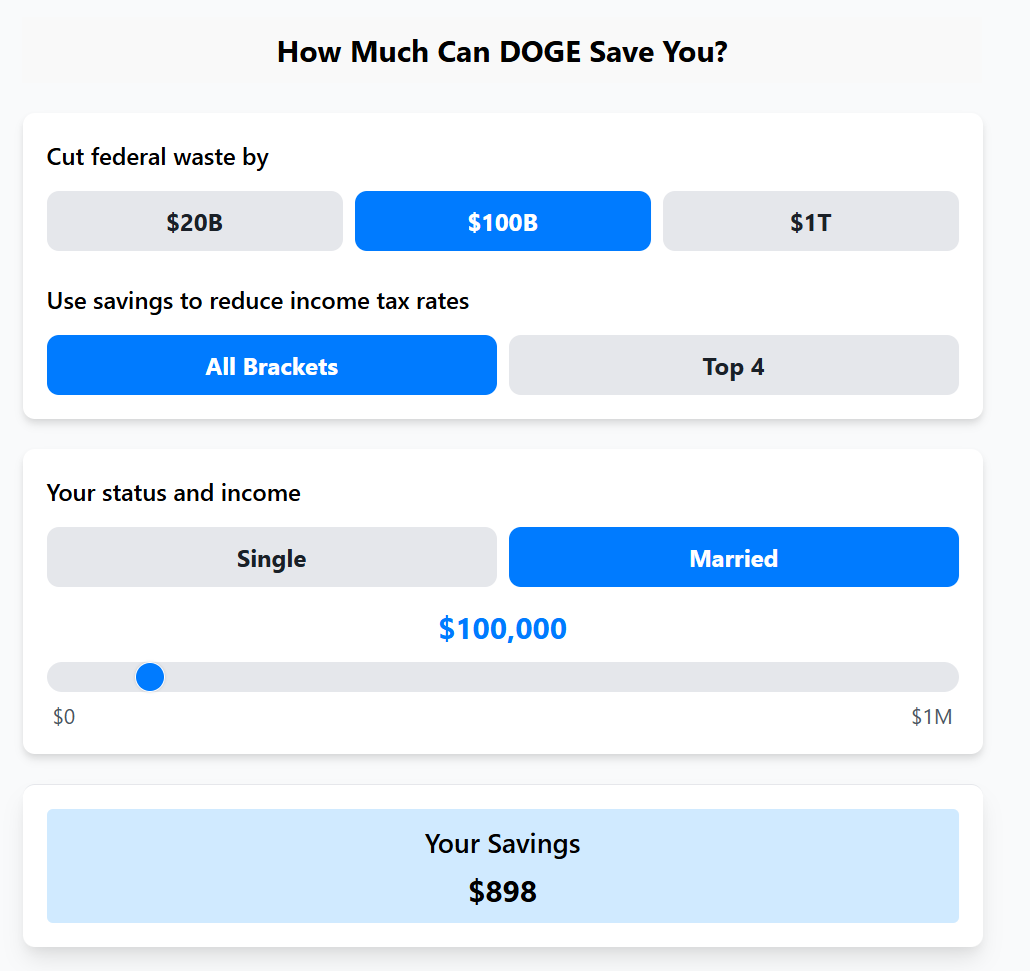 How Much Can DOGE Save You?
Cut federal waste by
$20B $100B $1T
Use savings to reduce income tax rates
All Brackets Top 4
Your status and income
Single Married
$100,000
$0 $1M
Your Savings
$898